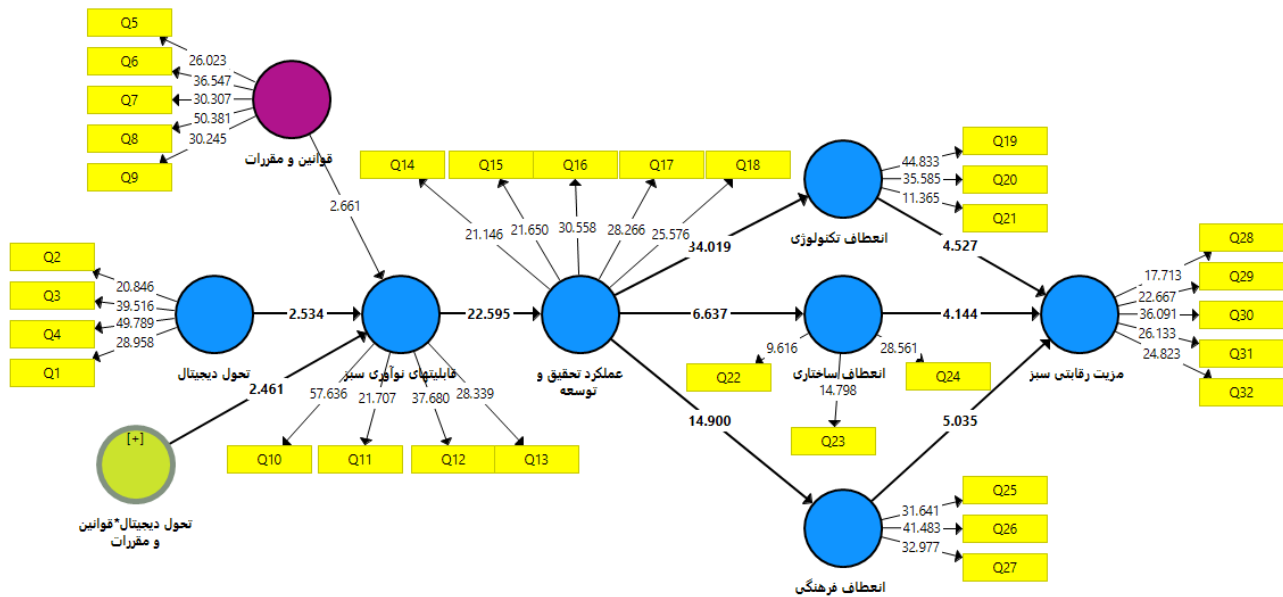 Q5
Q6
Q7
Q8
Q9
26.023
36.547
30.307
50.381
30.245
قوانین و مقررات
2.661
Q2
Q3
Q4
Q1
20.846
39.516
49.789
28.958
تحول دیجیتال
2.534
[+]
تحول دیجیتال*قوانین
و مقررات
2.461
قابلیتهای نوآوری سبز
57.636
21.707
37.680
28.339
Q10
Q11
Q12
Q13
22.595
Q14
Q15
Q16
Q17
Q18
21.146
21.650
30.558
28.266
25.576
عملکرد تحقیق و
توسعه
34.019
6.637
14.900
انعطاف تکنولوژی
44.833
35.585
11.365
Q19
Q20
Q21
4.527
انعطاف ساختاری
9.616
14.798
28.561
Q22
Q23
Q24
4.144
انعطاف فرهنگی
31.641
41.483
32.977
Q25
Q26
Q27
5.035
مزیت رقابتی سبز
17.713
22.667
36.091
26.133
24.823
Q28
Q29
Q30
Q31
Q32